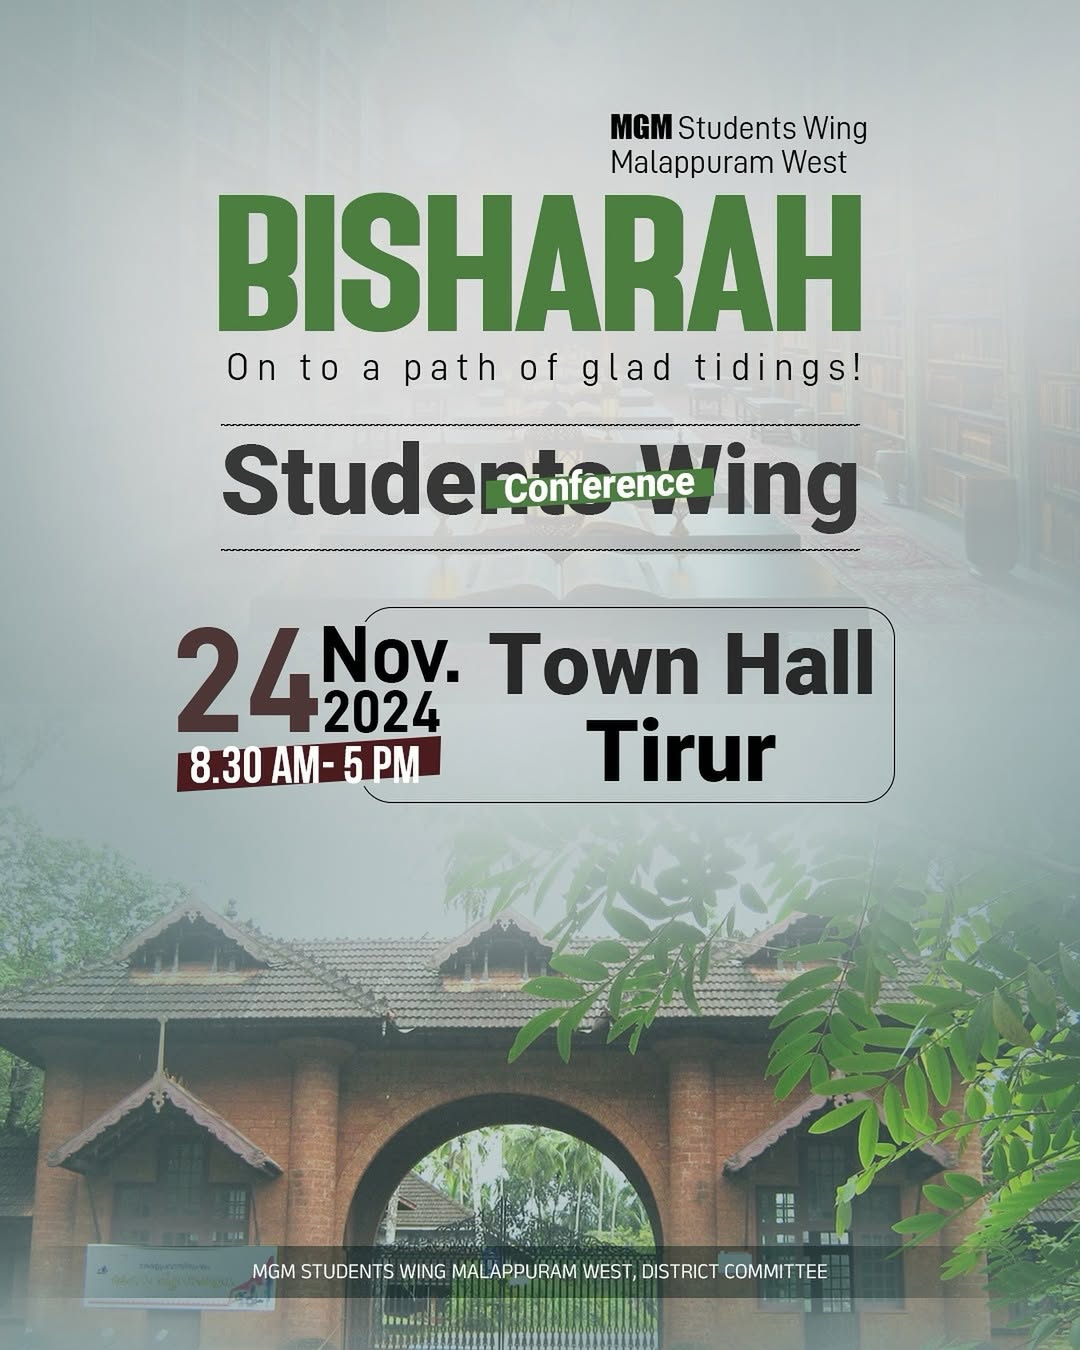 MGM Students Wing
Malappuram West
BISHARAH
On to a path of glad tidings!
Students Wing
Conference
24 Nov.
2024
8.30 AM- 5 PM
Town Hall
Tirur
MGM STUDENTS WING MALAPPURAM WEST, DISTRICT COMMITTEE